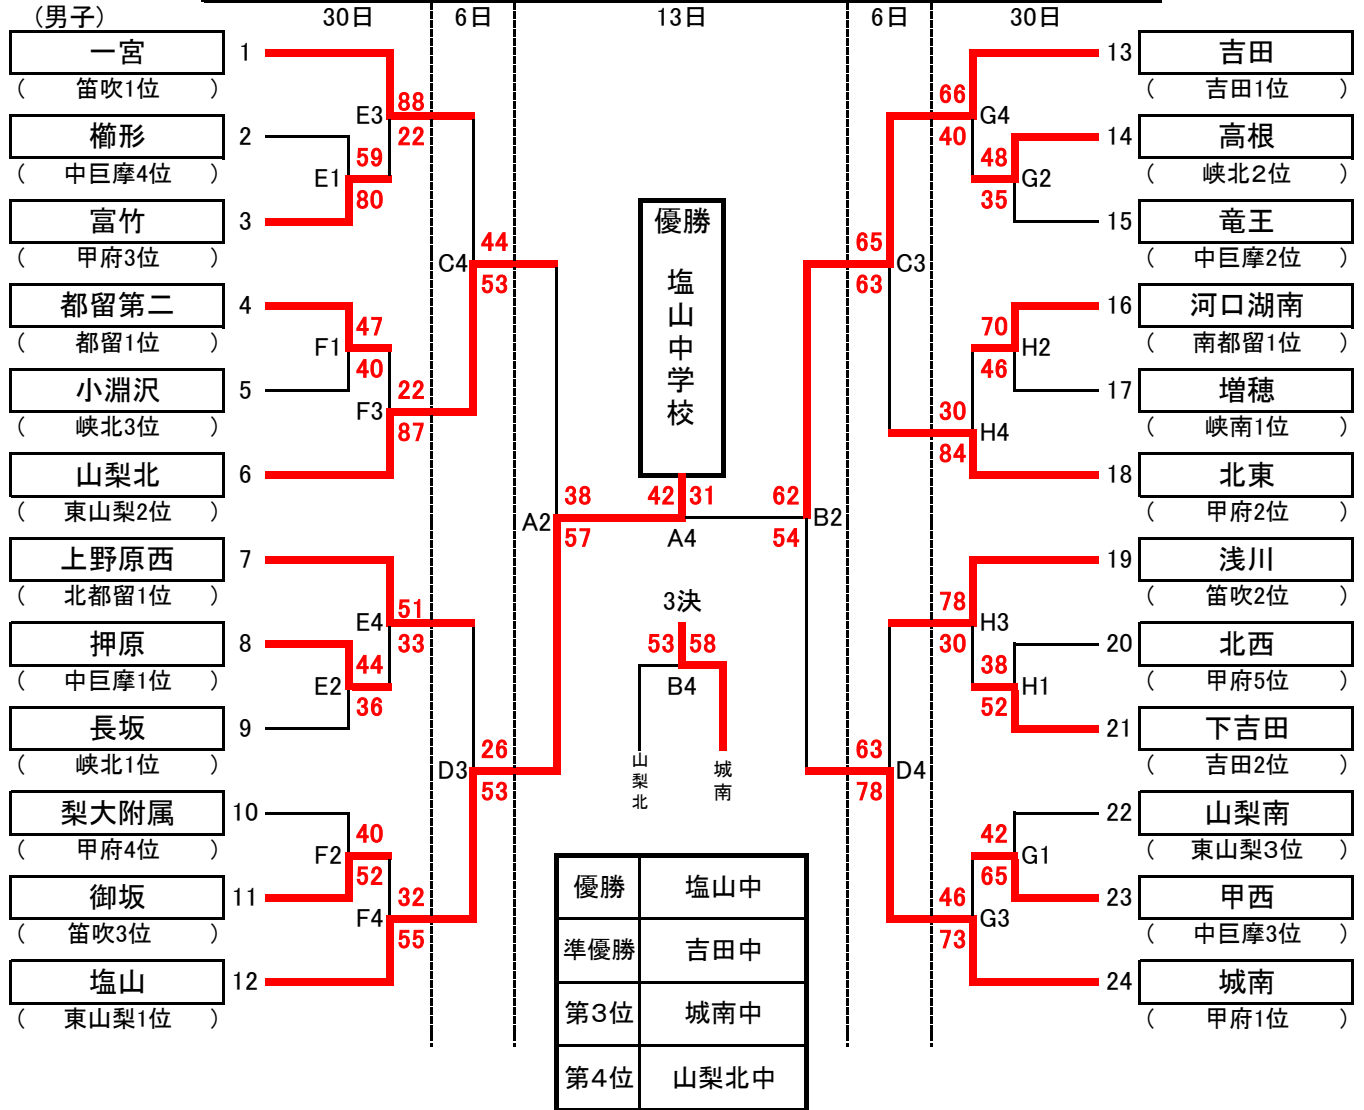 (男子)
30日
6日
13日
6日
30日
一宮
1
( 笛吹1位 )
櫛形
2
( 中巨摩4位 )
富竹
3
( 甲府3位 )
都留第二
4
( 都留1位 )
小淵沢
5
( 峡北3位 )
山梨北
6
( 東山梨2位 )
上野原西
7
( 北都留1位 )
押原
8
( 中巨摩1位 )
長坂
9
( 峡北1位 )
梨大附属
10
( 甲府4位 )
御坂
11
( 笛吹3位 )
塩山
12
( 東山梨1位 )
E3
88
22
E1
59
80
F1
47
40
F3
22
87
C4
44
53
E4
51
33
E2
44
36
D3
26
53
F2
40
52
F4
32
55
A2
38
57
優勝
塩山中学校
42 31
A4
3決
53 58
B4
山梨北
城南
62
B2
54
65
C3
63
63
D4
78
66
G4
40
48
G2
35
70
H2
46
30
H4
84
78
H3
30
38
H1
52
42
G1
65
46
G3
73
13
吉田
( 吉田1位 )
14
高根
( 峡北2位 )
15
竜王
( 中巨摩2位 )
16
河口湖南
( 南都留1位 )
17
増穂
( 峡南1位 )
18
北東
( 甲府2位 )
19
浅川
( 笛吹2位 )
20
北西
( 甲府5位 )
21
下吉田
( 吉田2位 )
22
山梨南
( 東山梨3位 )
23
甲西
( 中巨摩3位 )
24
城南
( 甲府1位 )
優勝 塩山中
準優勝 吉田中
第3位 城南中
第4位 山梨北中